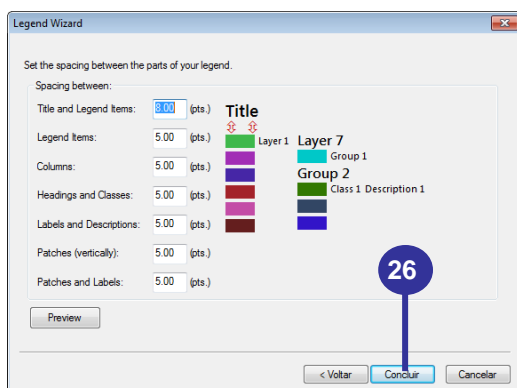 Legend Wizard
Set the spacing between the parts of your legend.
Spacing between:
Title and Legend Items: 8.00 (pts.)
Legend Items: 5.00 (pts.)
Columns: 5.00 (pts.)
Headings and Classes: 5.00 (pts.)
Labels and Descriptions: 5.00 (pts.)
Patches (vertically): 5.00 (pts.)
Patches and Labels: 5.00 (pts.)
Title
Layer 1
Layer 7
Group 1
Group 2
Class 1 Description 1
26
Preview
< Voltar Concluir Cancelar